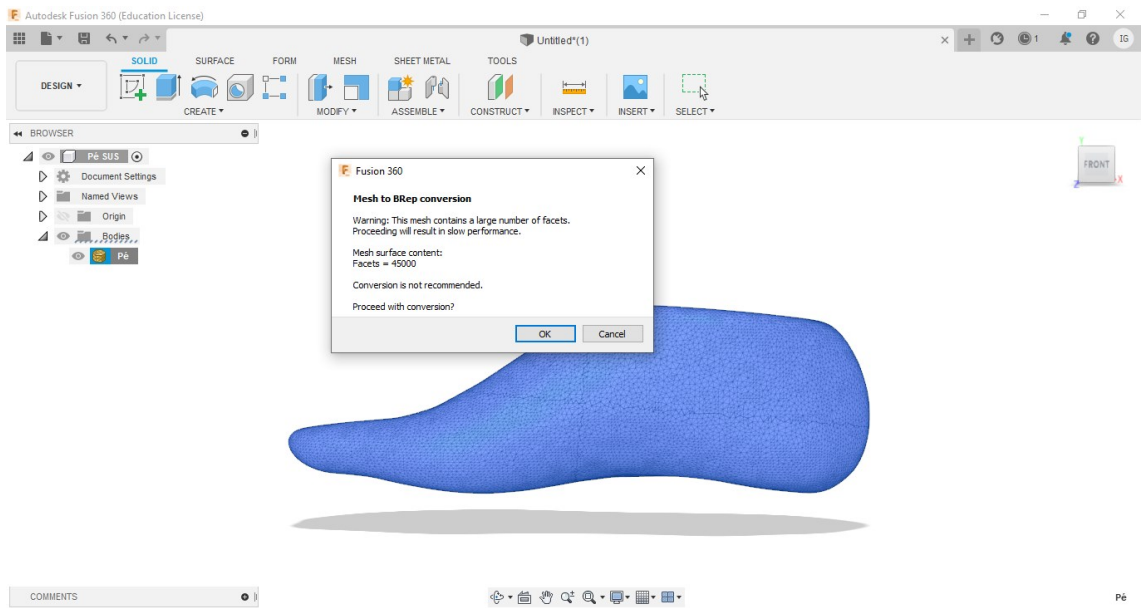 Autodesk Fusion 360 (Education License)
Untitled*(1)
1
IG
SOLID SURFACE FORM MESH SHEET METAL TOOLS
DESIGN
CREATE MODIFY ASSEMBLE CONSTRUCT INSPECT INSERT SELECT
BROWSER
Pé SUS
Document Settings
Named Views
Origin
Bodies
Pé
Fusion 360
Mesh to BRep conversion
Warning: This mesh contains a large number of facets.
Proceeding will result in slow performance.
Mesh surface content:
Facets = 45000
Conversion is not recommended.
Proceed with conversion?
OK Cancel
Y
FRONT
Z X
COMMENTS
Pé